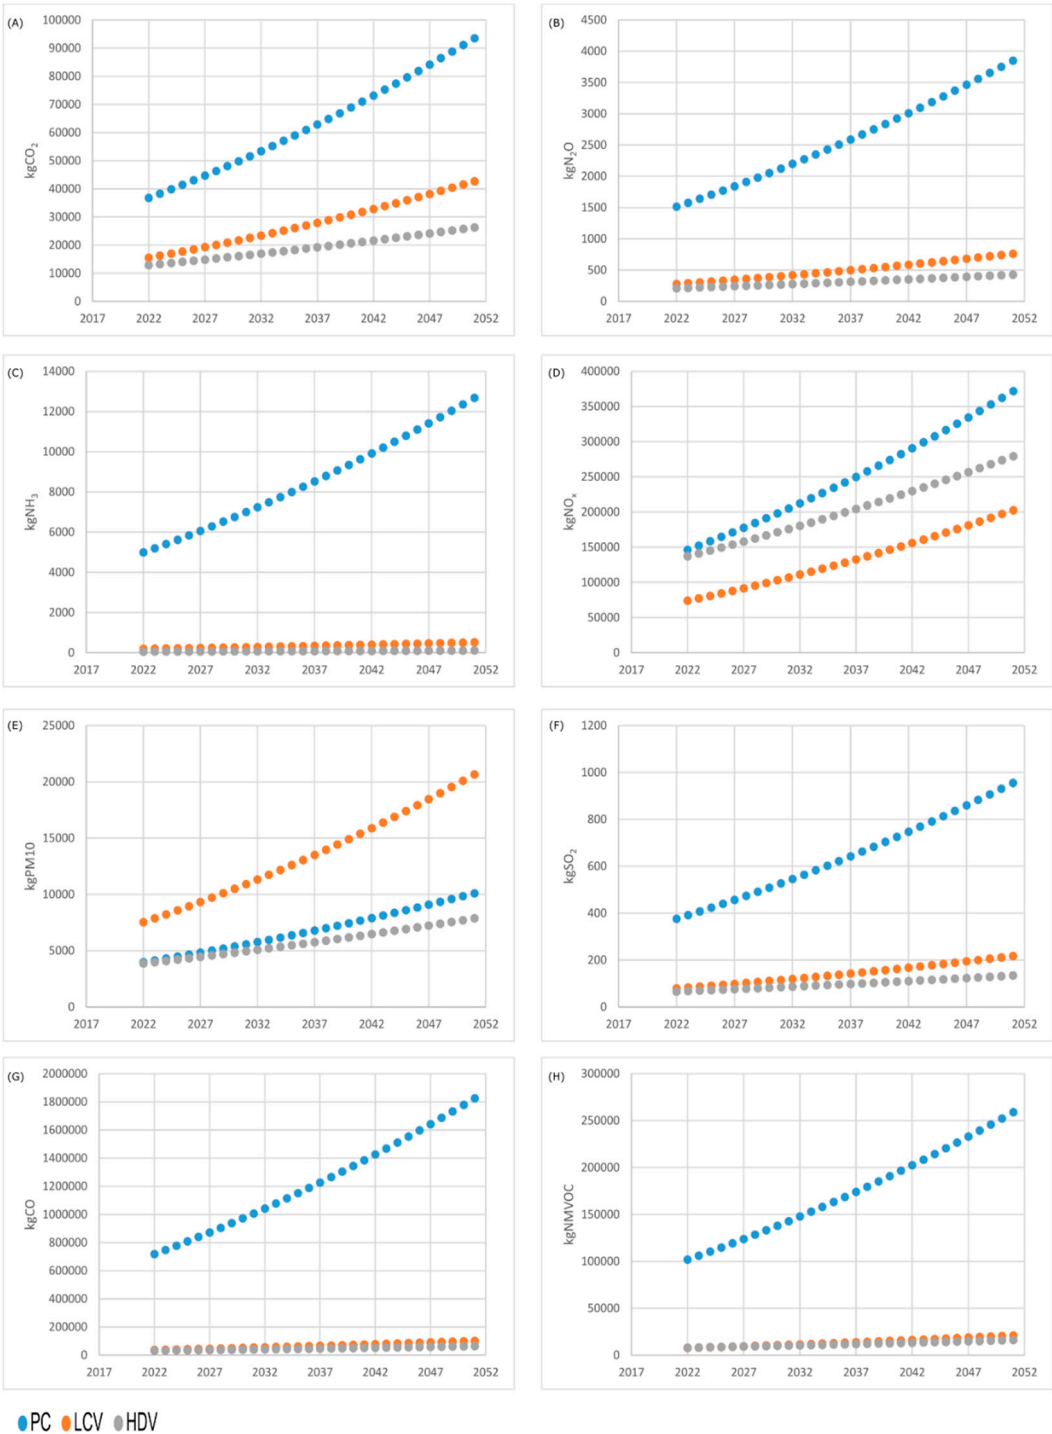 (A)
100000
90000
80000
70000
60000
50000
40000
30000
20000
10000
0
kgCO₂
2017 2022 2027 2032 2037 2042 2047 2052
(B)
4500
4000
3500
3000
2500
2000
1500
1000
500
0
kgN₂O
2017 2022 2027 2032 2037 2042 2047 2052
(C)
14000
12000
10000
8000
6000
4000
2000
0
kgNH₃
2017 2022 2027 2032 2037 2042 2047 2052
(D)
400000
350000
300000
250000
200000
150000
100000
50000
0
kgNOₓ
2017 2022 2027 2032 2037 2042 2047 2052
(E)
25000
20000
15000
10000
5000
0
kgPM10
2017 2022 2027 2032 2037 2042 2047 2052
(F)
1200
1000
800
600
400
200
0
kgSO₂
2017 2022 2027 2032 2037 2042 2047 2052
(G)
2000000
1800000
1600000
1400000
1200000
1000000
800000
600000
400000
200000
0
kgCO
2017 2022 2027 2032 2037 2042 2047 2052
(H)
300000
250000
200000
150000
100000
50000
0
kgNMVOC
2017 2022 2027 2032 2037 2042 2047 2052
PC LCV HDV